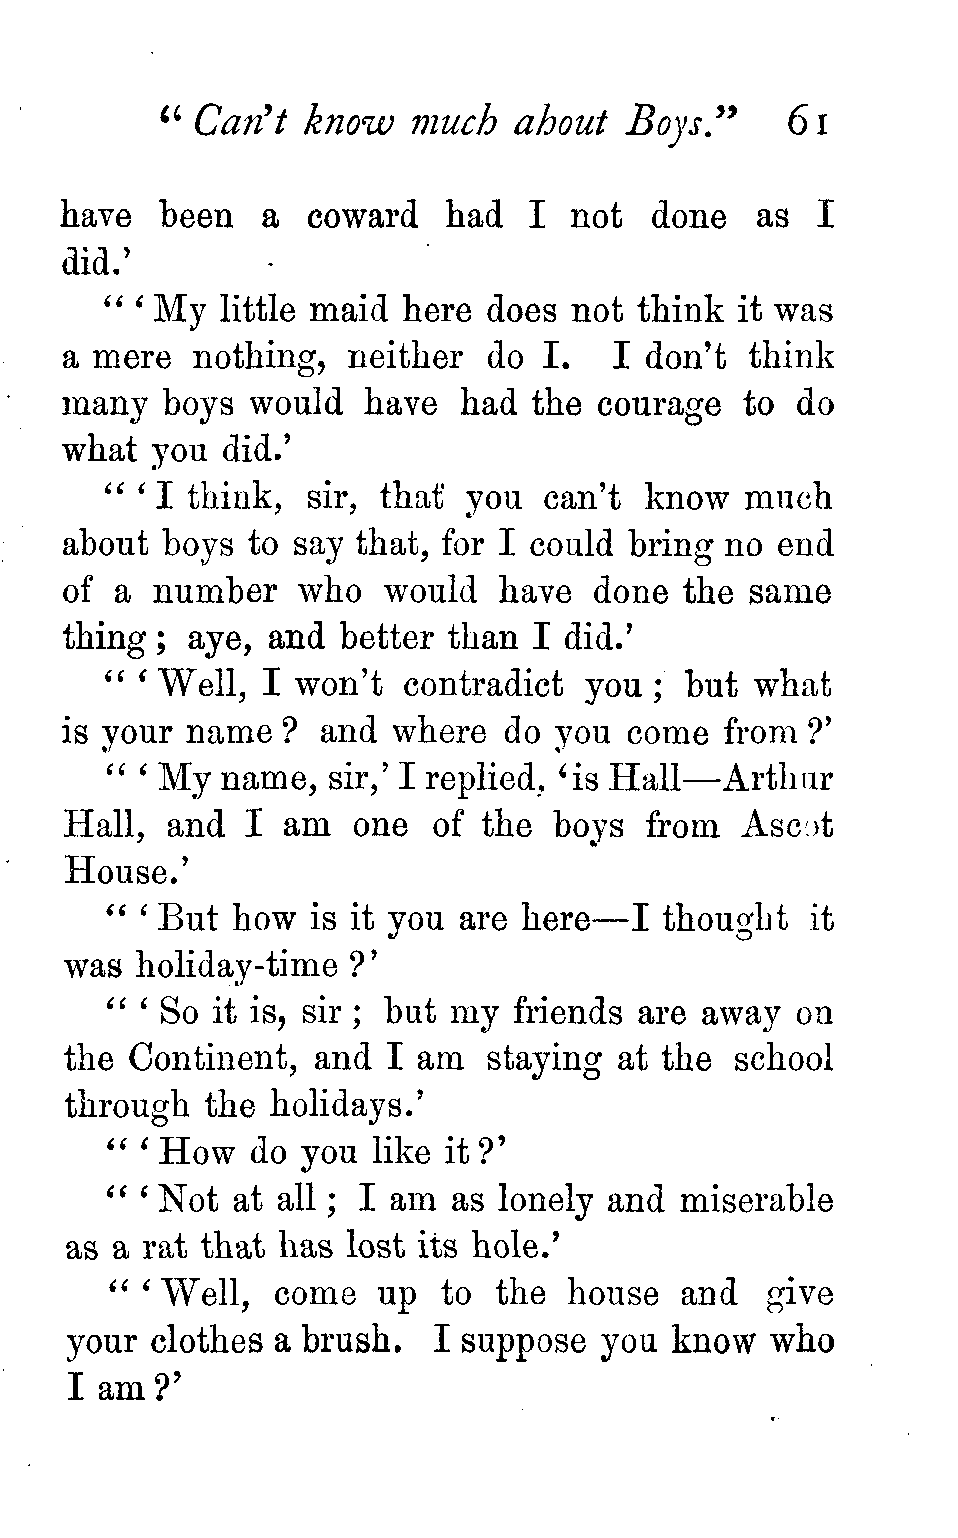 “ Can't know much about Boys.” 61
have been a coward had I not done as I
did.’
“ ‘ My little maid here does not think it was
a mere nothing, neither do I. I don't think
many boys would have had the courage to do
what you did.’
“ ‘ I think, sir, that you can't know much
about boys to say that, for I could bring no end
of a number who would have done the same
thing ; aye, and better than I did.’
“ ‘ Well, I won't contradict you ; but what
is your name ? and where do you come from ?’
“ ‘ My name, sir,’ I replied, ‘ is Hall—Arthur
Hall, and I am one of the boys from Ascot
House.’
“ ‘ But how is it you are here—I thought it
was holiday-time ?’
“ ‘ So it is, sir ; but my friends are away on
the Continent, and I am staying at the school
through the holidays.’
“ ‘ How do you like it ?’
“ ‘ Not at all ; I am as lonely and miserable
as a rat that has lost its hole.’
“ ‘ Well, come up to the house and give
your clothes a brush. I suppose you know who
I am ?’